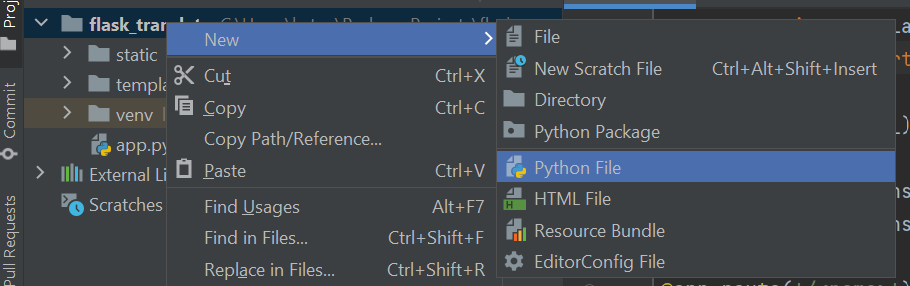 flask_tran
New
static
templa
venv
app.py
External Li
Scratches
Cut Ctrl+X
Copy Ctrl+C
Copy Path/Reference...
Paste Ctrl+V
Find Usages Alt+F7
Find in Files... Ctrl+Shift+F
Replace in Files... Ctrl+Shift+R
File
New Scratch File Ctrl+Alt+Shift+Insert
Directory
Python Package
Python File
HTML File
Resource Bundle
EditorConfig File
Commit
Pull Requests